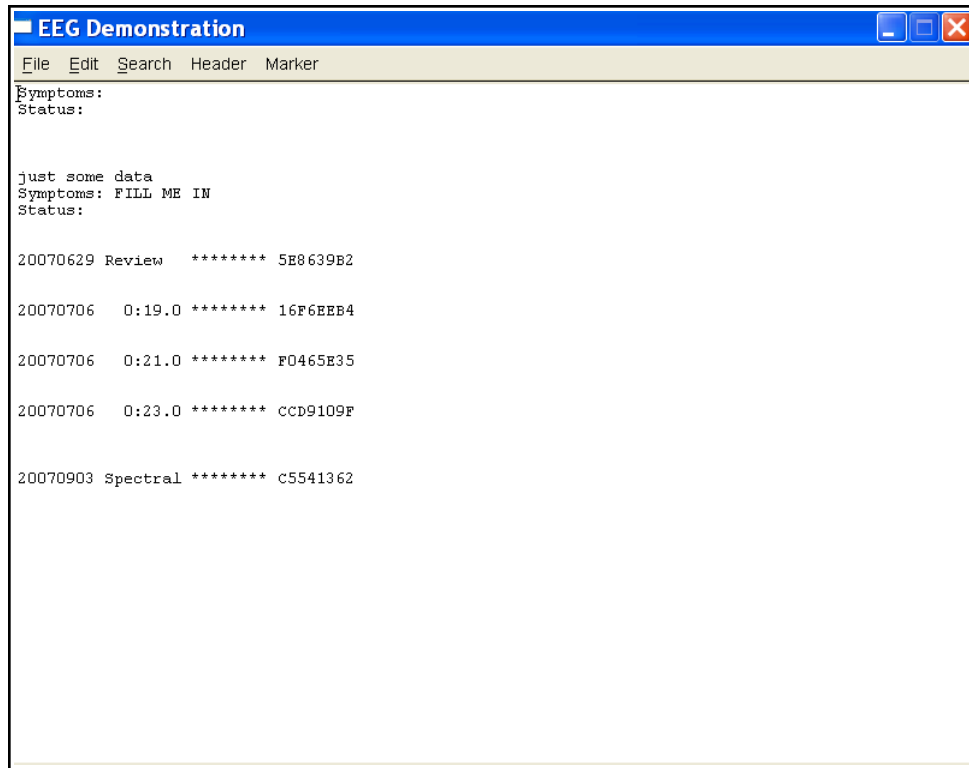 EEG Demonstration
File Edit Search Header Marker
Symptoms:
Status:
just some data
Symptoms: FILL ME IN
Status:
20070629 Review ******** 5E8639B2
20070706 0:19.0 ******** 16F6EEB4
20070706 0:21.0 ******** F0465E35
20070706 0:23.0 ******** CCD9109F
20070903 Spectral ******** C5541362